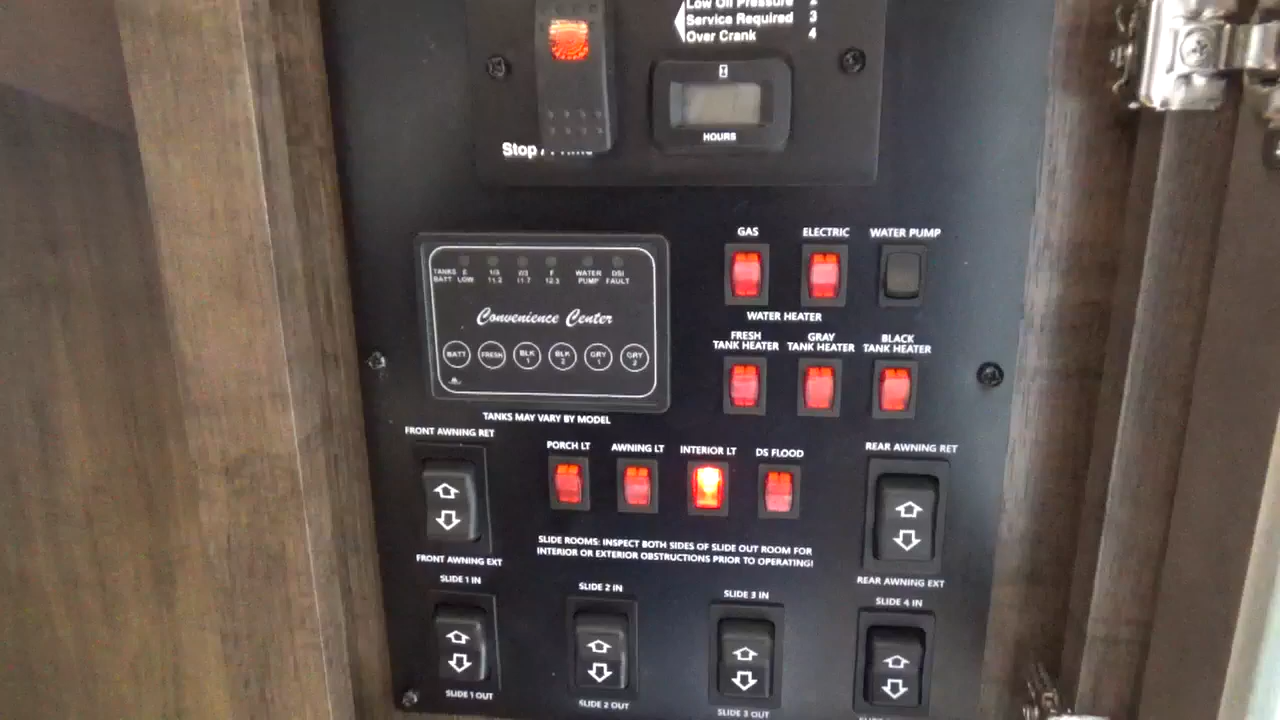 Low Oil Pressure 2
Service Required 3
Over Crank 4
HOURS
Stop /
GAS ELECTRIC WATER PUMP
WATER HEATER
TANKS E 1/3 2/3 F WATER DSI
BATT LOW 11.2 11.7 12.3 PUMP FAULT
Convenience Center
BATT FRESH BLK 1 BLK 2 GRY 1 GRY 2
FRESH TANK HEATER
GRAY TANK HEATER
BLACK TANK HEATER
TANKS MAY VARY BY MODEL
FRONT AWNING RET
PORCH LT AWNING LT INTERIOR LT DS FLOOD
REAR AWNING RET
SLIDE ROOMS: INSPECT BOTH SIDES OF SLIDE OUT ROOM FOR
INTERIOR OR EXTERIOR OBSTRUCTIONS PRIOR TO OPERATING!
FRONT AWNING EXT
REAR AWNING EXT
SLIDE 1 IN SLIDE 2 IN SLIDE 3 IN SLIDE 4 IN
SLIDE 1 OUT SLIDE 2 OUT SLIDE 3 OUT